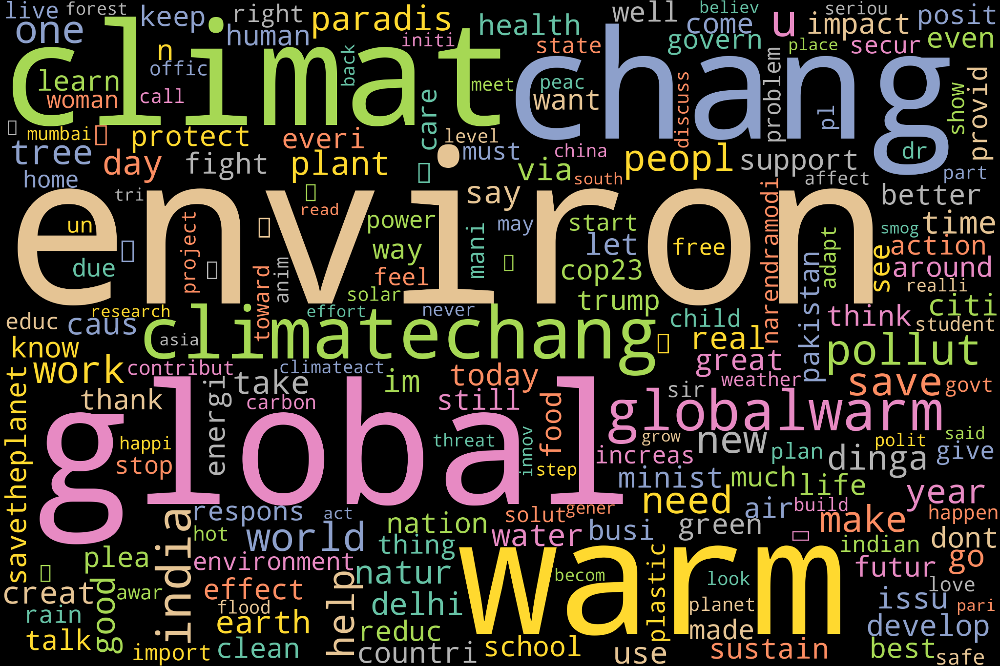 live forest keep right paradis health well believ come u seriou impact posit
one climat human initi state govern place secur even
n offic back chang problem
learn call meet peac discuss provid
woman care want show
pl
mumbai protect everi level
tree day fight plant must china peopl support dr
home via south affect part
tri say narendramodi better
environ
read power mani may start smog time
un project way let free adapt action
due toward anim feel cop23 pakistan see around
solar trump realli
research effort never child think citi
educ caus climatechang real student
asia
know great pollut
work contribut climateact today weather
savetheplanet energi take im sir save govt
thank carbon still food globalwarm
global
happi threat innov grow new polit said
stop step increas plan dinga give
minist much life
need year
india respons act nation solut gener air build make happen
hot world water busi green
thing plastic indian dont
plea environment natur warm futur go
becom look
creat good awar effect help love
rain flood delhi planet issu pari
earth reduc made develop
talk import clean countri school use sustain best safe